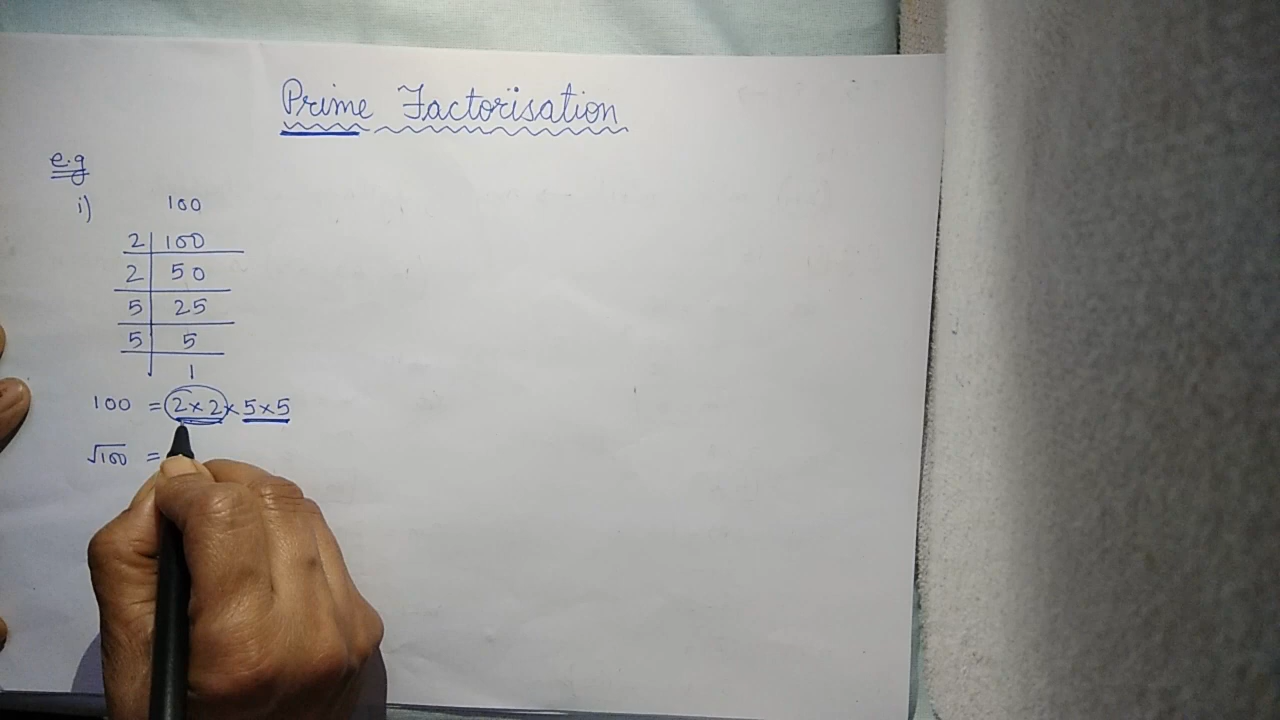 Prime Factorisation
e.g
i) 100
2 | 100
2 | 50
5 | 25
5 | 5
1
100 = 2 × 2 × 5 × 5
√100 =